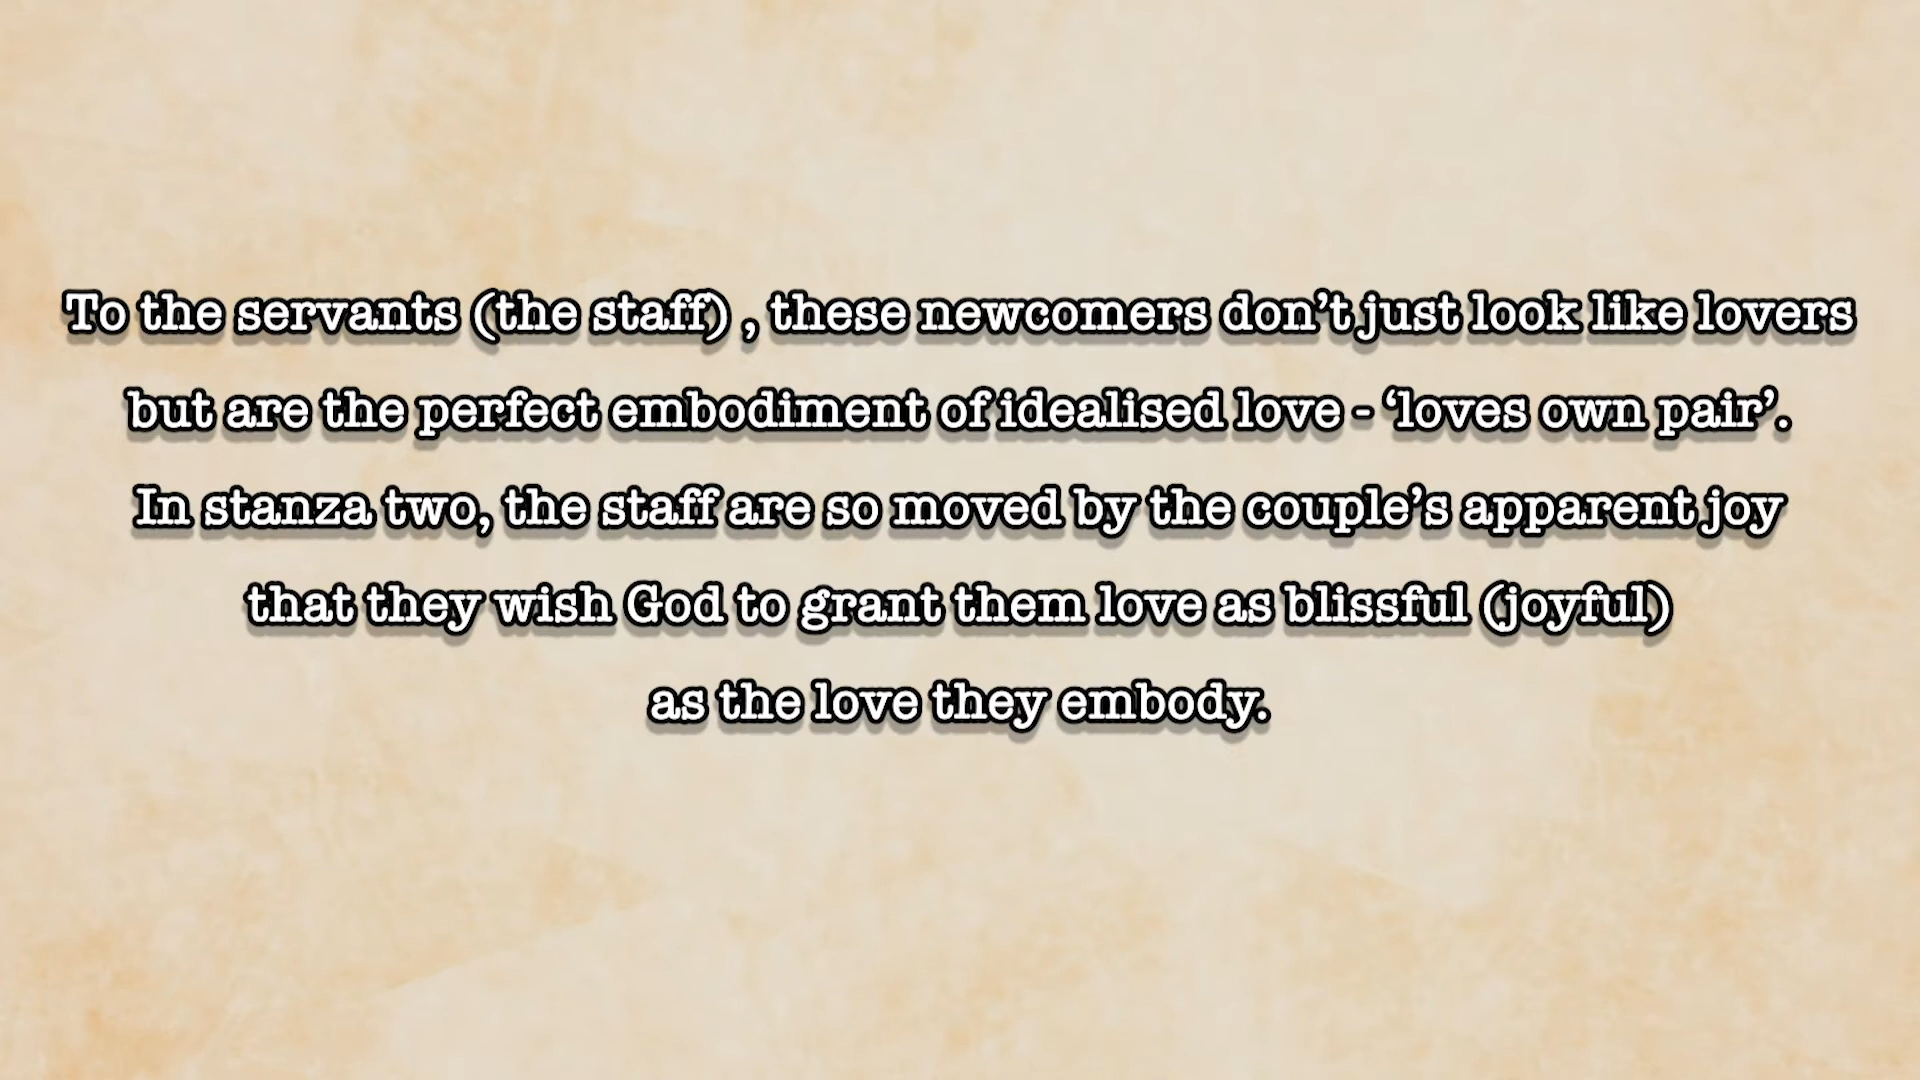 To the servants (the staff) , these newcomers don’t just look like lovers
but are the perfect embodiment of idealised love - ‘loves own pair’.
In stanza two, the staff are so moved by the couple’s apparent joy
that they wish God to grant them love as blissful (joyful)
as the love they embody.